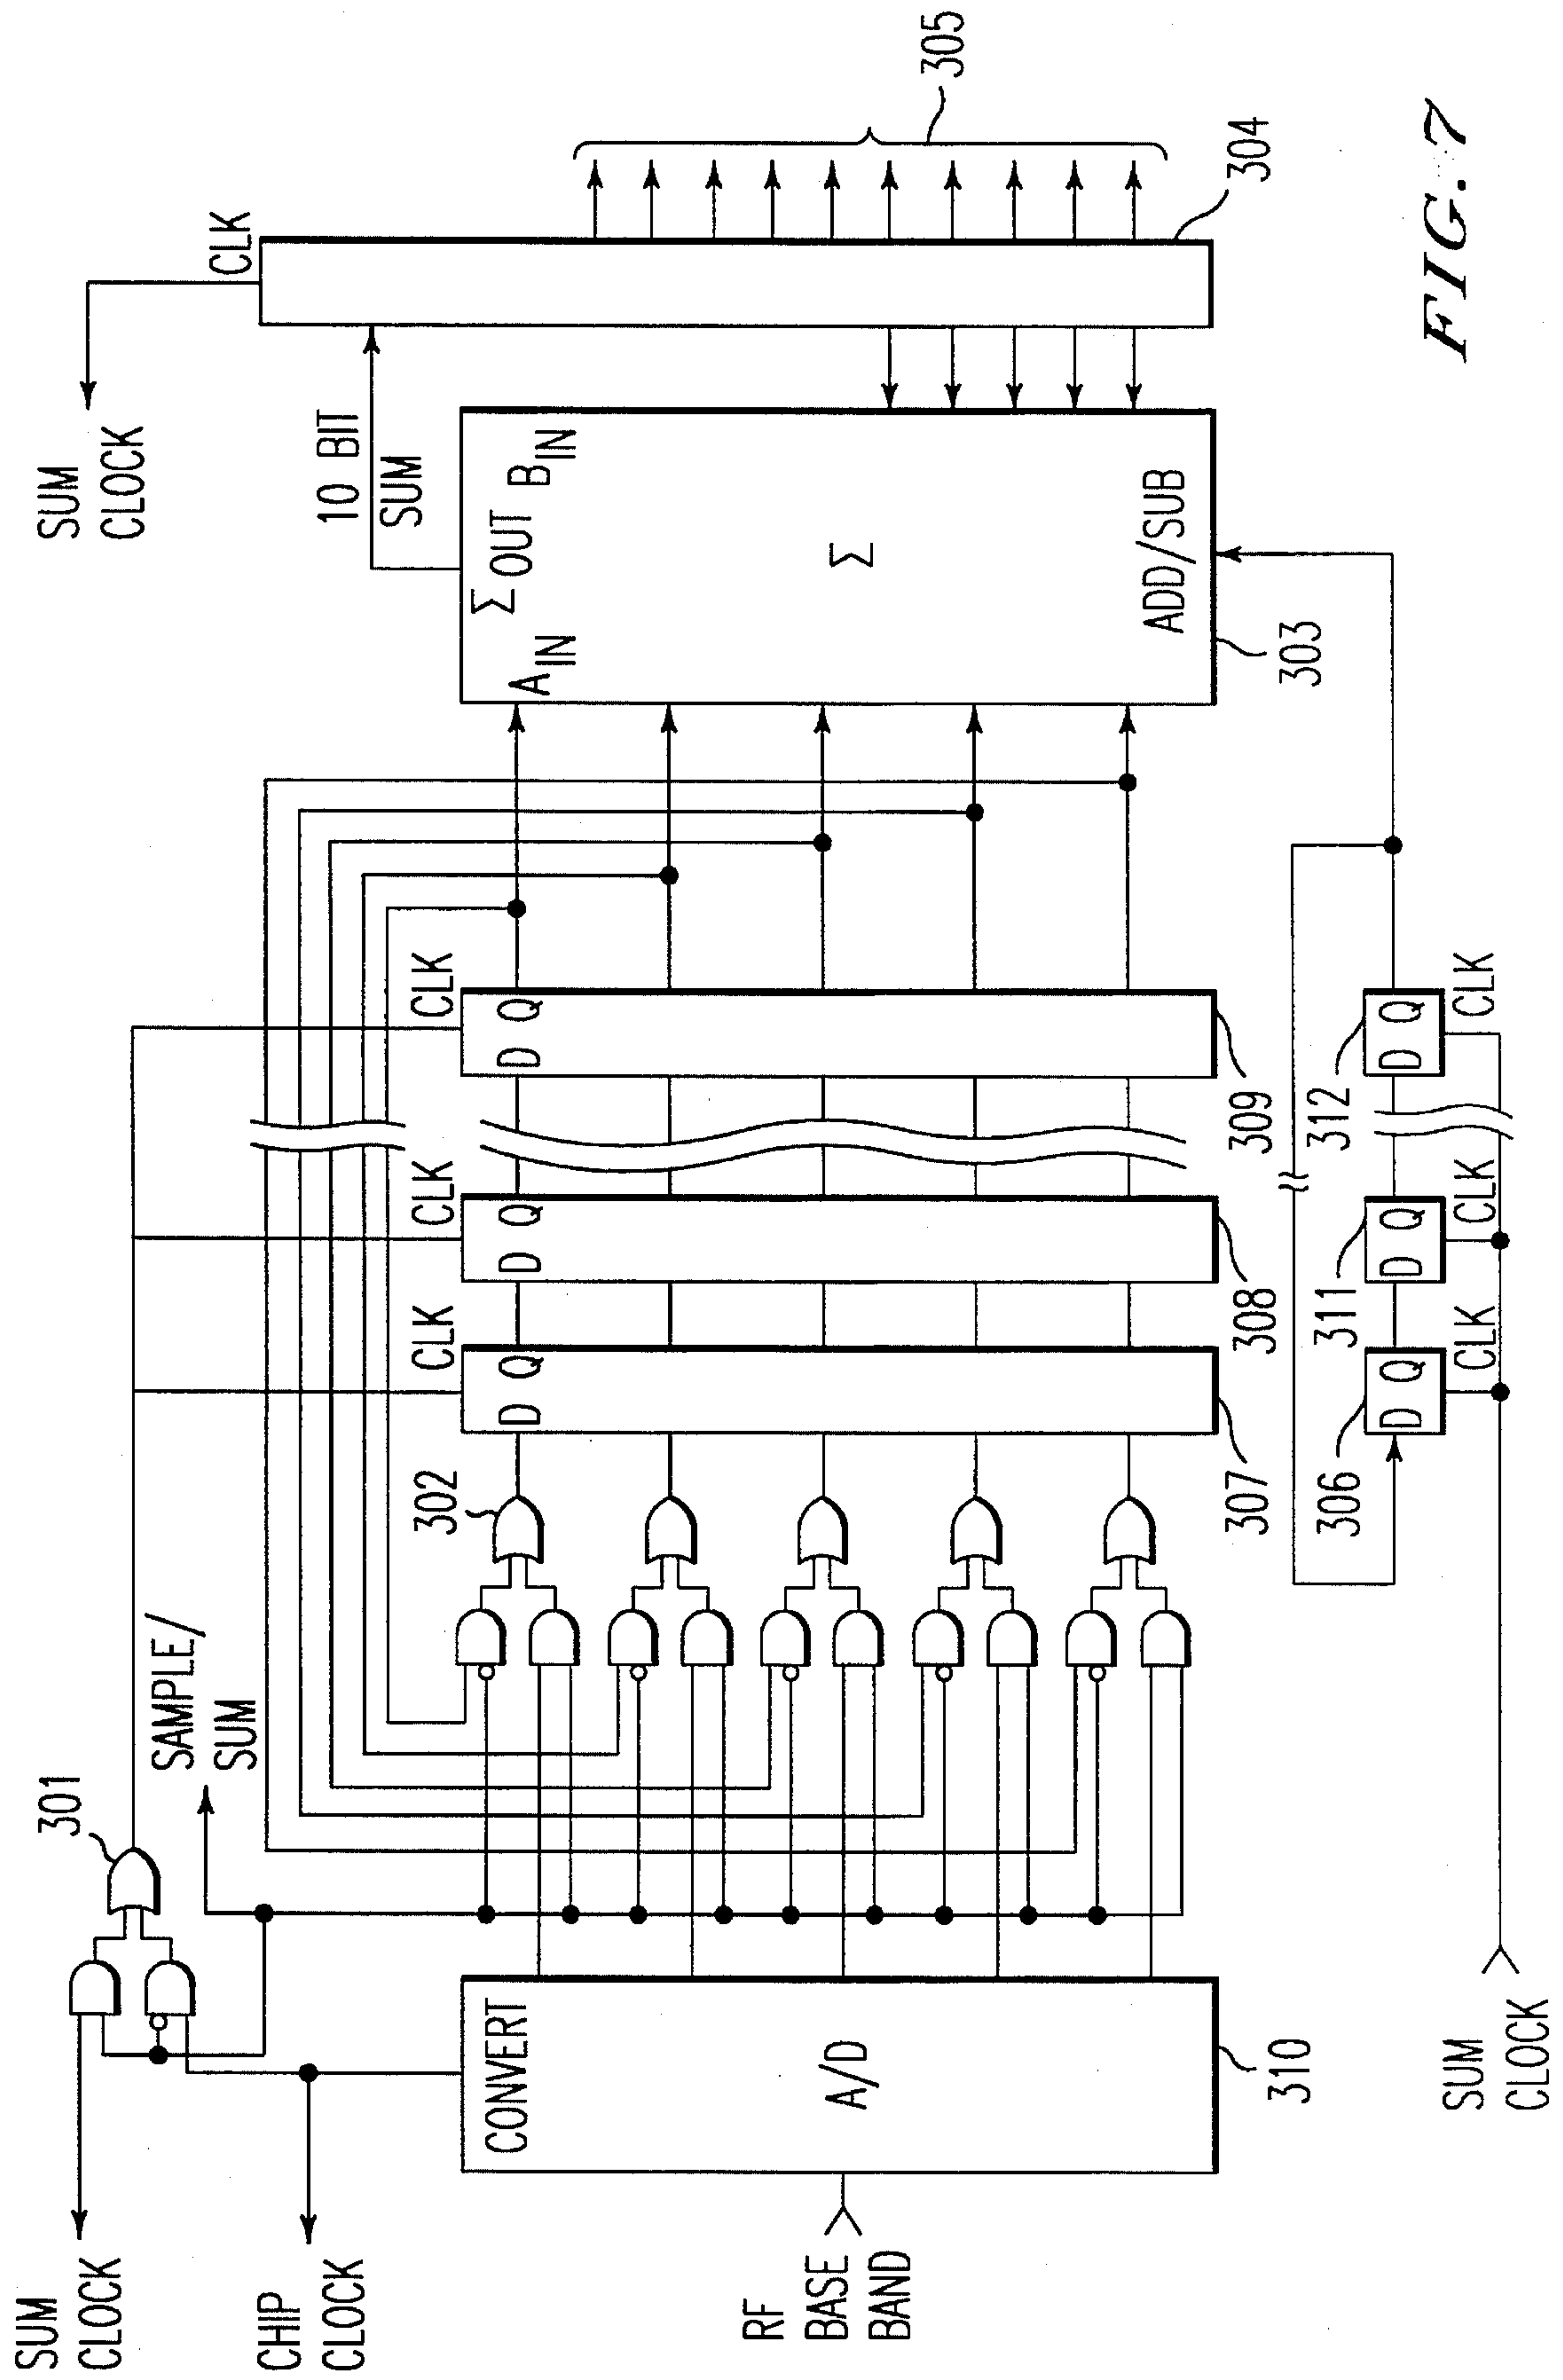 SUM
CLOCK
CHIP
CLOCK
301
SAMPLE/
SUM
SUM
CLOCK
RF
BASE
BAND
CONVERT
A/D
310
302
CLK
D Q
307
CLK
D Q
308
CLK
D Q
309
A IN
Σ OUT
B IN
Σ
ADD/SUB
303
10 BIT
SUM
CLK
304
305
SUM
CLOCK
306
D Q
CLK
311
D Q
CLK
312
D Q
CLK
FIG. 7